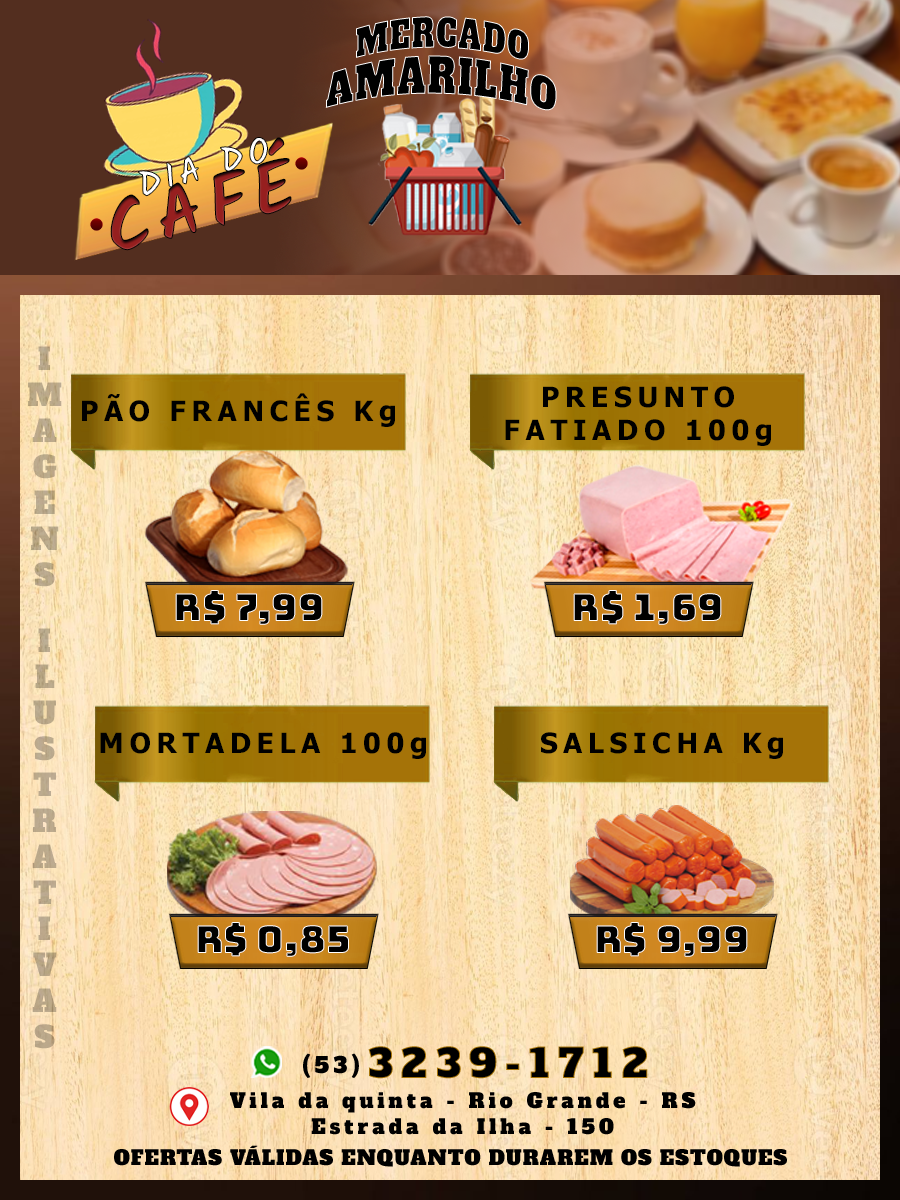 MERCADO
AMARILHO
DIA DO
CAFÉ
IMAGENS ILUSTRATIVAS
PÃO FRANCÊS Kg
R$ 7,99
PRESUNTO
FATIADO 100g
R$ 1,69
MORTADELA 100g
R$ 0,85
SALSICHA Kg
R$ 9,99
(53) 3239-1712
Vila da quinta - Rio Grande - RS
Estrada da Ilha - 150
OFERTAS VÁLIDAS ENQUANTO DURAREM OS ESTOQUES